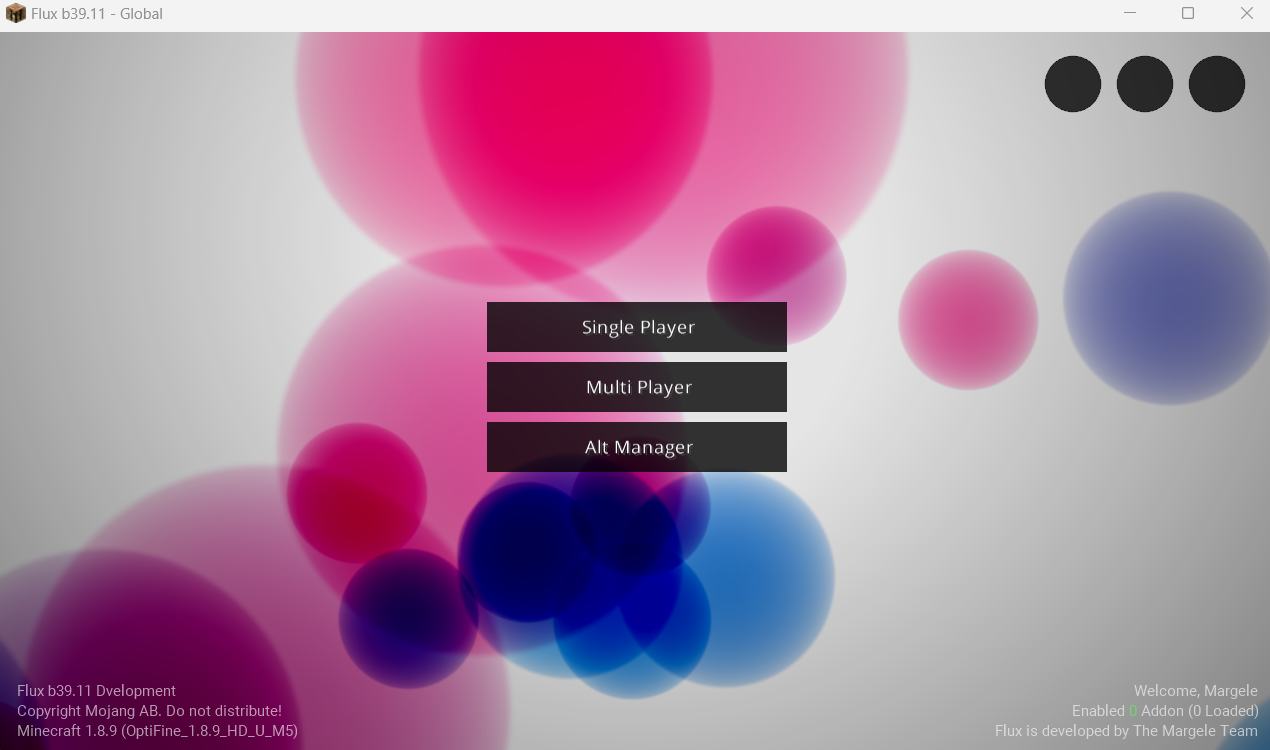 Flux b39.11 - Global
Single Player
Multi Player
Alt Manager
Flux b39.11 Dvelopment
Copyright Mojang AB. Do not distribute!
Minecraft 1.8.9 (OptiFine_1.8.9_HD_U_M5)
Welcome, Margele
Enabled 0 Addon (0 Loaded)
Flux is developed by The Margele Team